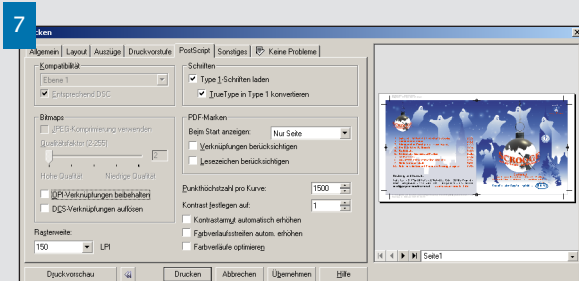 7
cken
Allgemein
Layout
Auszüge
Druckvorstufe
PostScript
Sonstiges
Keine Probleme
Kompatibilität
Ebene 1
Entsprechend DSC
Bitmaps
JPEG-Komprimierung verwenden
Qualitätsfaktor [2-255]
2
Hohe Qualität
Niedrige Qualität
OPI-Verknüpfungen beibehalten
DCS-Verknüpfungen auflösen
Rasterweite:
150 LPI
Schriften
Type 1-Schriften laden
TrueType in Type 1 konvertieren
PDF-Marken
Beim Start anzeigen: Nur Seite
Verknüpfungen berücksichtigen
Lesezeichen berücksichtigen
Punkthöchstzahl pro Kurve: 1500
Kontrast festlegen auf: 1
Kontrastarmut automatisch erhöhen
Farbverlaufsstreifen autom. erhöhen
Farbverläufe optimieren
Seite1
Druckvorschau
Drucken
Abbrechen
Übernehmen
Hilfe